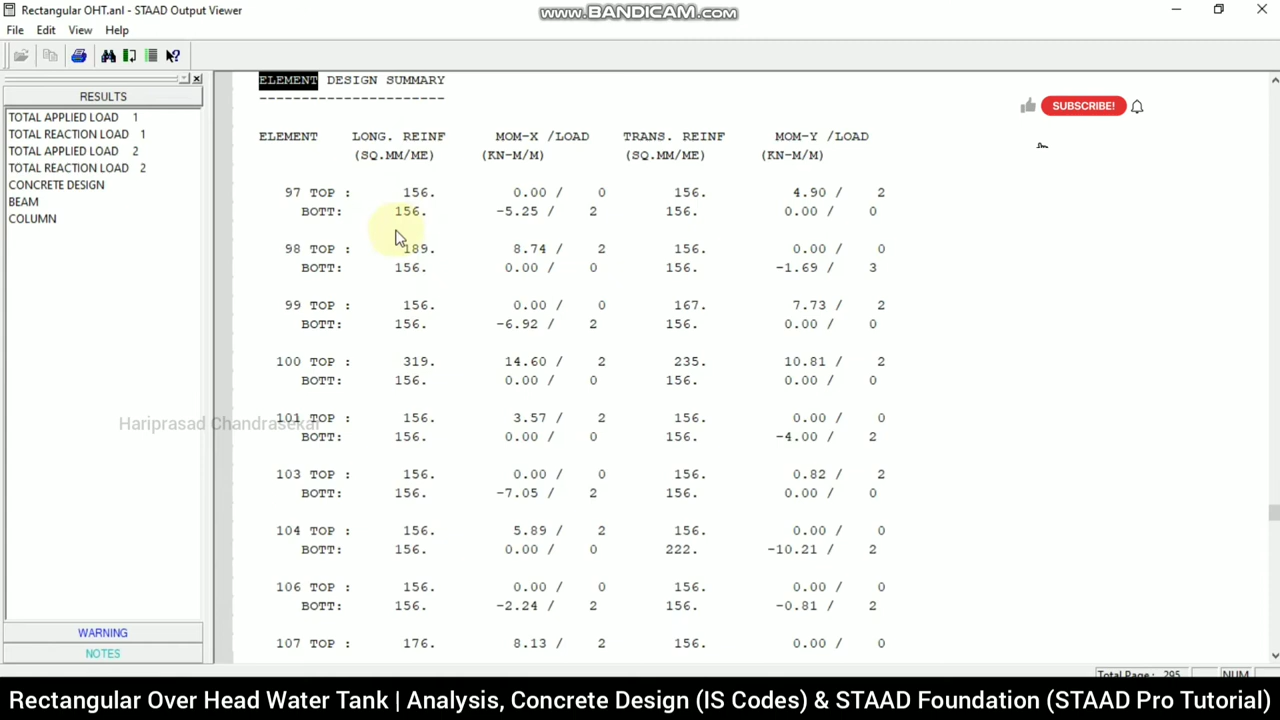 Rectangular OHT.anl - STAAD Output Viewer
www.BANDICAM.com
File Edit View Help
RESULTS
TOTAL APPLIED LOAD 1
TOTAL REACTION LOAD 1
TOTAL APPLIED LOAD 2
TOTAL REACTION LOAD 2
CONCRETE DESIGN
BEAM
COLUMN
WARNING
NOTES
ELEMENT DESIGN SUMMARY
----------------------
SUBSCRIBE!
ELEMENT LONG. REINF MOM-X /LOAD TRANS. REINF MOM-Y /LOAD
(SQ.MM/ME) (KN-M/M) (SQ.MM/ME) (KN-M/M)
97 TOP : 156. 0.00 / 0 156. 4.90 / 2
BOTT: 156. -5.25 / 2 156. 0.00 / 0
98 TOP : 189. 8.74 / 2 156. 0.00 / 0
BOTT: 156. 0.00 / 0 156. -1.69 / 3
99 TOP : 156. 0.00 / 0 167. 7.73 / 2
BOTT: 156. -6.92 / 2 156. 0.00 / 0
100 TOP : 319. 14.60 / 2 235. 10.81 / 2
BOTT: 156. 0.00 / 0 156. 0.00 / 0
101 TOP : 156. 3.57 / 2 156. 0.00 / 0
Hariprasad Chandrasekar
BOTT: 156. 0.00 / 0 156. -4.00 / 2
103 TOP : 156. 0.00 / 0 156. 0.82 / 2
BOTT: 156. -7.05 / 2 156. 0.00 / 0
104 TOP : 156. 5.89 / 2 156. 0.00 / 0
BOTT: 156. 0.00 / 0 222. -10.21 / 2
106 TOP : 156. 0.00 / 0 156. 0.00 / 0
BOTT: 156. -2.24 / 2 156. -0.81 / 2
107 TOP : 176. 8.13 / 2 156. 0.00 / 0
Total Page : 295 NUM
Rectangular Over Head Water Tank | Analysis, Concrete Design (IS Codes) & STAAD Foundation (STAAD Pro Tutorial)